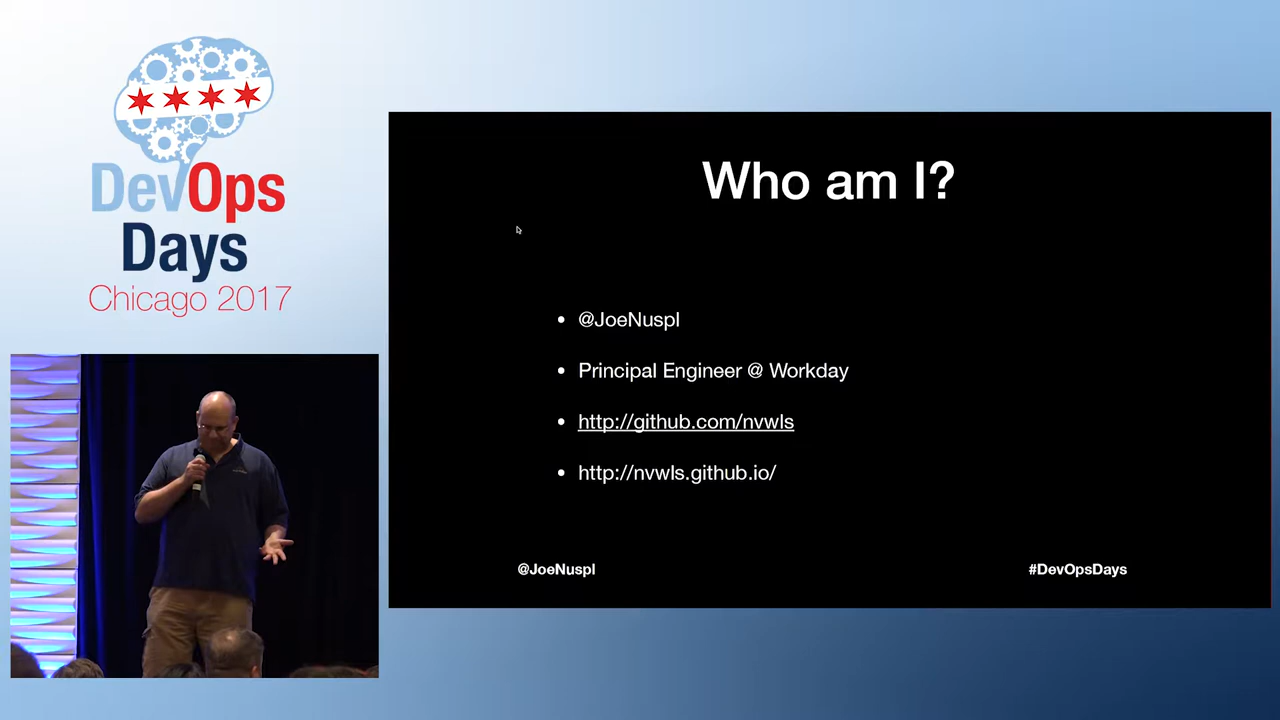 DevOps
Days
Chicago 2017
Who am I?
• @JoeNuspl
• Principal Engineer @ Workday
• http://github.com/nvwls
• http://nvwls.github.io/
@JoeNuspl
#DevOpsDays